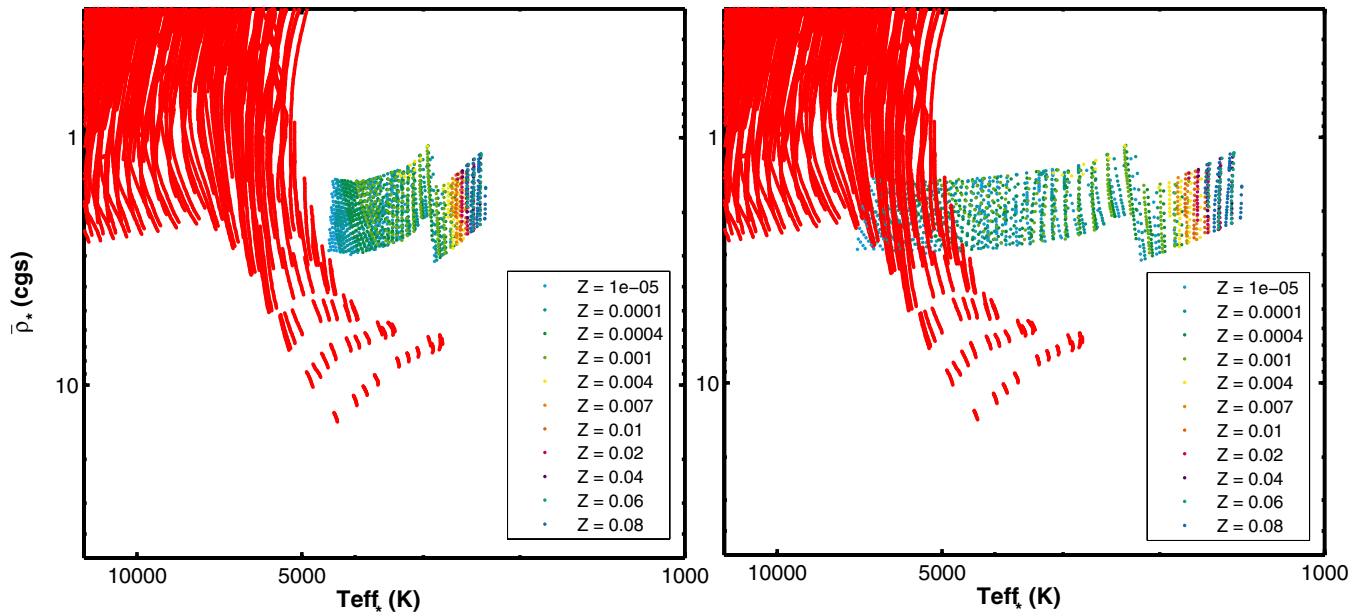 1
10
ρ̄* (cgs)
10000
5000
1000
Teff* (K)
Z = 1e−05
Z = 0.0001
Z = 0.0004
Z = 0.001
Z = 0.004
Z = 0.007
Z = 0.01
Z = 0.02
Z = 0.04
Z = 0.06
Z = 0.08
1
10
10000
5000
1000
Teff* (K)
Z = 1e−05
Z = 0.0001
Z = 0.0004
Z = 0.001
Z = 0.004
Z = 0.007
Z = 0.01
Z = 0.02
Z = 0.04
Z = 0.06
Z = 0.08